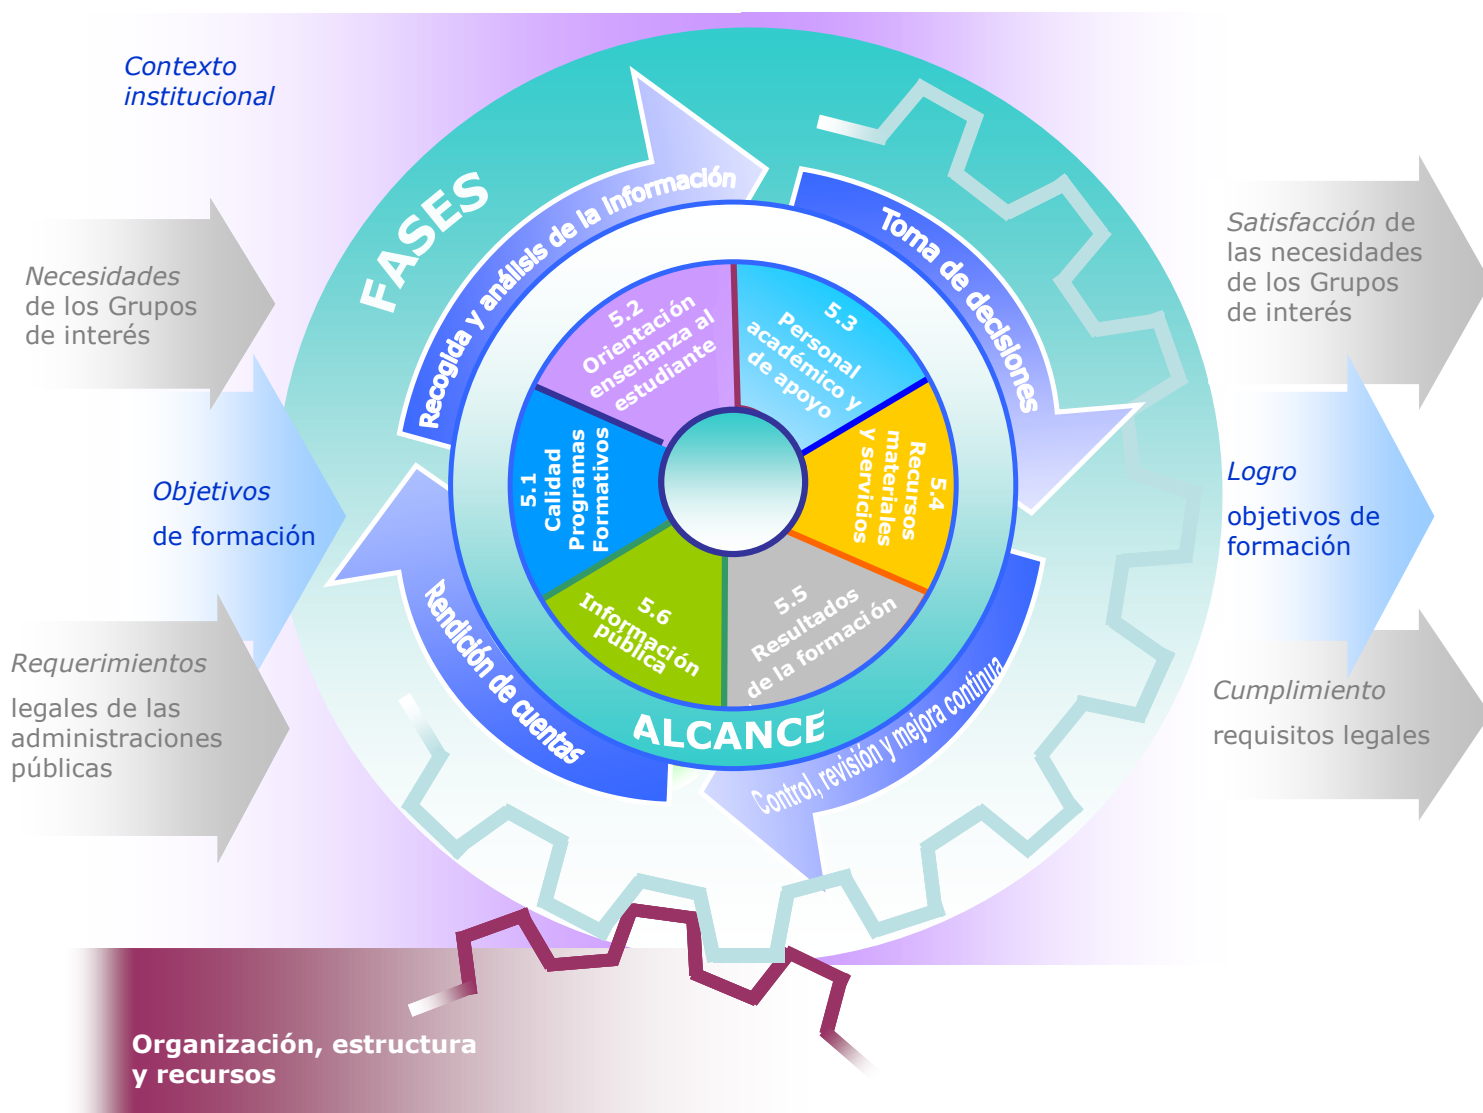 Contexto
institucional
FASES
Necesidades
de los Grupos
de interés
Objetivos
de formación
Requerimientos
legales de las
administraciones
públicas
Recogida y análisis de la información
Toma de decisiones
Control, revisión y mejora continua
Rendición de cuentas
5.1
Calidad
Programas
Formativos
5.2
Orientación
enseñanza al
estudiante
5.3
Personal
académico y
de apoyo
5.4
Recursos
materiales
y servicios
5.5
Resultados
de la formación
5.6
Información
pública
ALCANCE
Satisfacción de
las necesidades
de los Grupos
de interés
Logro
objetivos de
formación
Cumplimiento
requisitos legales
Organización, estructura
y recursos